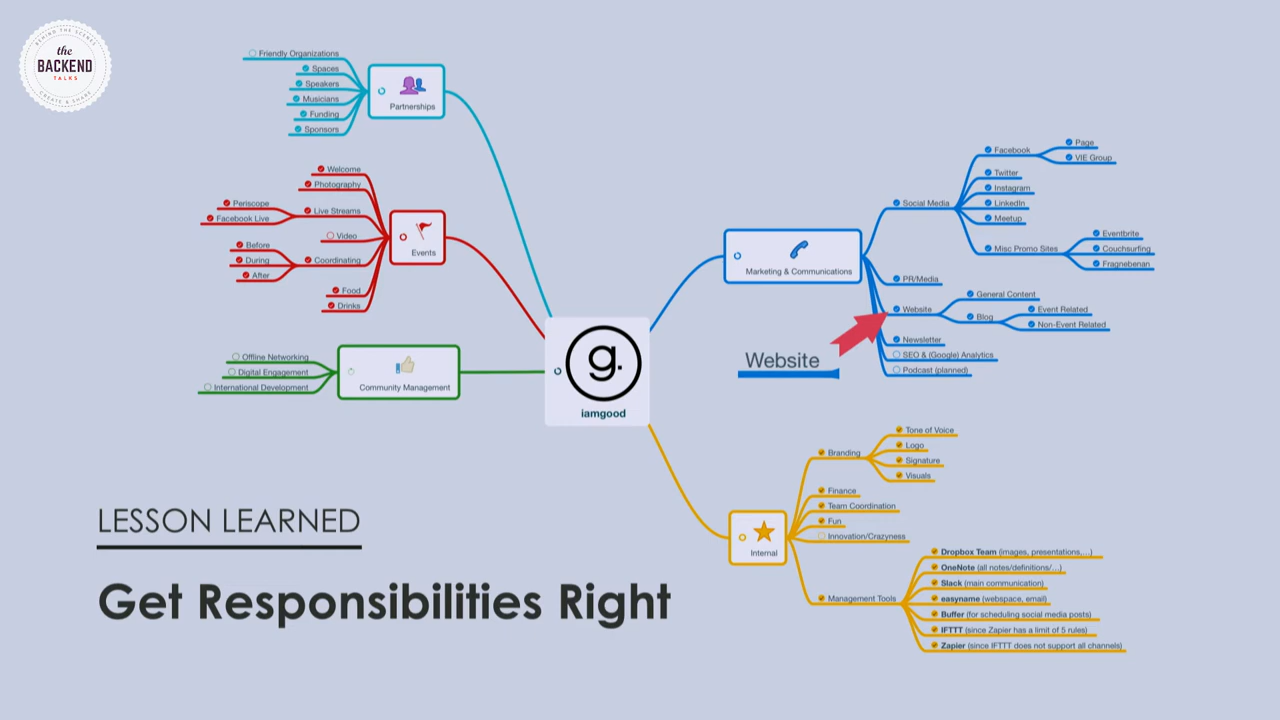 BEHIND THE SCENES
the
BACKEND
TALKS
CREATE & SHARE
Friendly Organizations
Spaces
Speakers
Musicians
Funding
Sponsors
Partnerships
Welcome
Photography
Periscope
Facebook Live
Live Streams
Video
Before
During
After
Coordinating
Food
Drinks
Events
Offline Networking
Digital Engagement
International Development
Community Management
g.
iamgood
Marketing & Communications
Social Media
Facebook
Page
VIE Group
Twitter
Instagram
LinkedIn
Meetup
Misc Promo Sites
Eventbrite
Couchsurfing
Fragnebenan
PR/Media
Website
General Content
Blog
Event Related
Non-Event Related
Newsletter
SEO & (Google) Analytics
Podcast (planned)
Website
Internal
Branding
Tone of Voice
Logo
Signature
Visuals
Finance
Team Coordination
Fun
Innovation/Crazyness
Management Tools
Dropbox Team (images, presentations,...)
OneNote (all notes/definitions/...)
Slack (main communication)
easyname (webspace, email)
Buffer (for scheduling social media posts)
IFTTT (since Zapier has a limit of 5 rules)
Zapier (since IFTTT does not support all channels)
LESSON LEARNED
Get Responsibilities Right